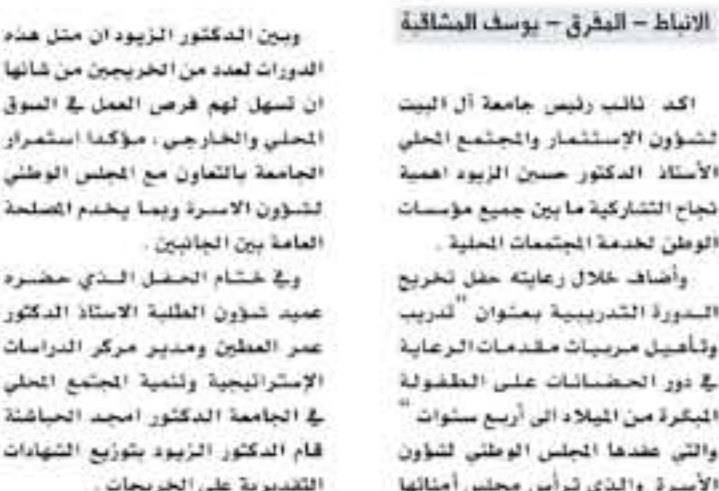 الانباط – المفرق – يوسف المشاقبة
اكد نائب رئيس جامعة آل البيت
لشؤون الإستثمار والمجتمع المحلي
الأستاذ الدكتور حسين الزيود اهمية
نجاح التشاركية ما بين جميع مؤسسات
الوطن لخدمة المجتمعات المحلية .
وأضاف خلال رعايته حفل تخريج
الدورة التدريبية بعنوان "تدريب
وتأهيل مربيات مقدمات الرعاية
في دور الحضانات على الطفولة
المبكرة من الميلاد الى أربع سنوات "
والتي عقدها المجلس الوطني لشؤون
الأسرة والذي ترأس مجلس أمنائها
وبين الدكتور الزيود ان مثل هذه
الدورات لعدد من الخريجين من شانها
ان تسهل لهم فرص العمل في السوق
المحلي والخارجي ، مؤكدا استمرار
الجامعة بالتعاون مع المجلس الوطني
لشؤون الاسرة وبما يخدم المصلحة
العامة بين الجانبين .
وفي ختام الحفل الذي حضره
عميد شؤون الطلبة الاستاذ الدكتور
عمر العطين ومدير مركز الدراسات
الإستراتيجية وتنمية المجتمع المحلي
في الجامعة الدكتور امجد الحباشنة
قام الدكتور الزيود بتوزيع الشهادات
التقديرية على الخريجات .